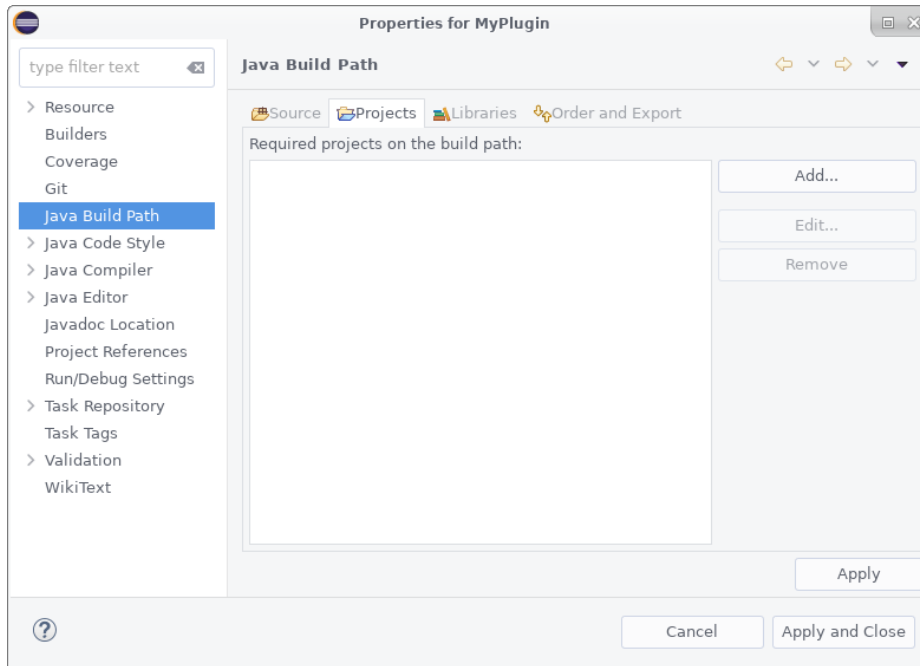 Properties for MyPlugin
type filter text
Java Build Path
Resource
Builders
Coverage
Git
Java Build Path
Java Code Style
Java Compiler
Java Editor
Javadoc Location
Project References
Run/Debug Settings
Task Repository
Task Tags
Validation
WikiText
Source Projects Libraries Order and Export
Required projects on the build path:
Add...
Edit...
Remove
Apply
?
Cancel Apply and Close